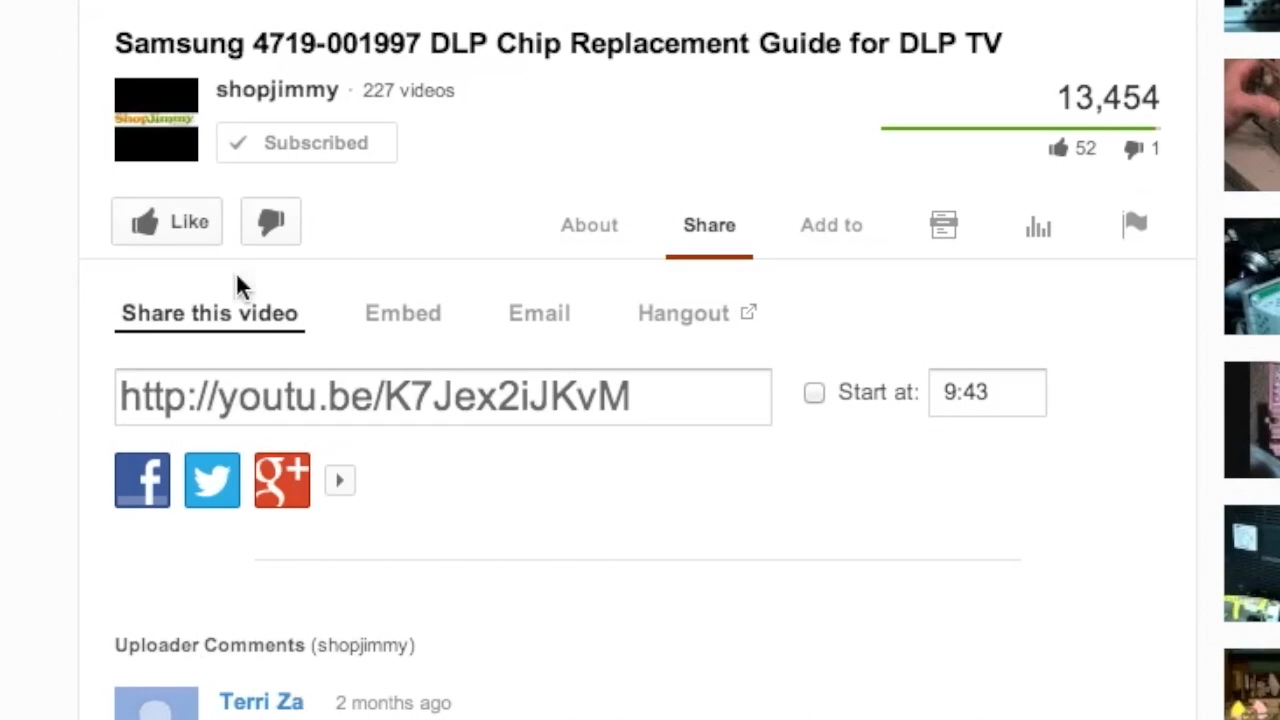 Samsung 4719-001997 DLP Chip Replacement Guide for DLP TV
shopjimmy · 227 videos
13,454
ShopJimmy
Subscribed
52 1
Like
About Share Add to
Share this video Embed Email Hangout
http://youtu.be/K7Jex2iJKvM Start at: 9:43
f g+
Uploader Comments (shopjimmy)
Terri Za 2 months ago